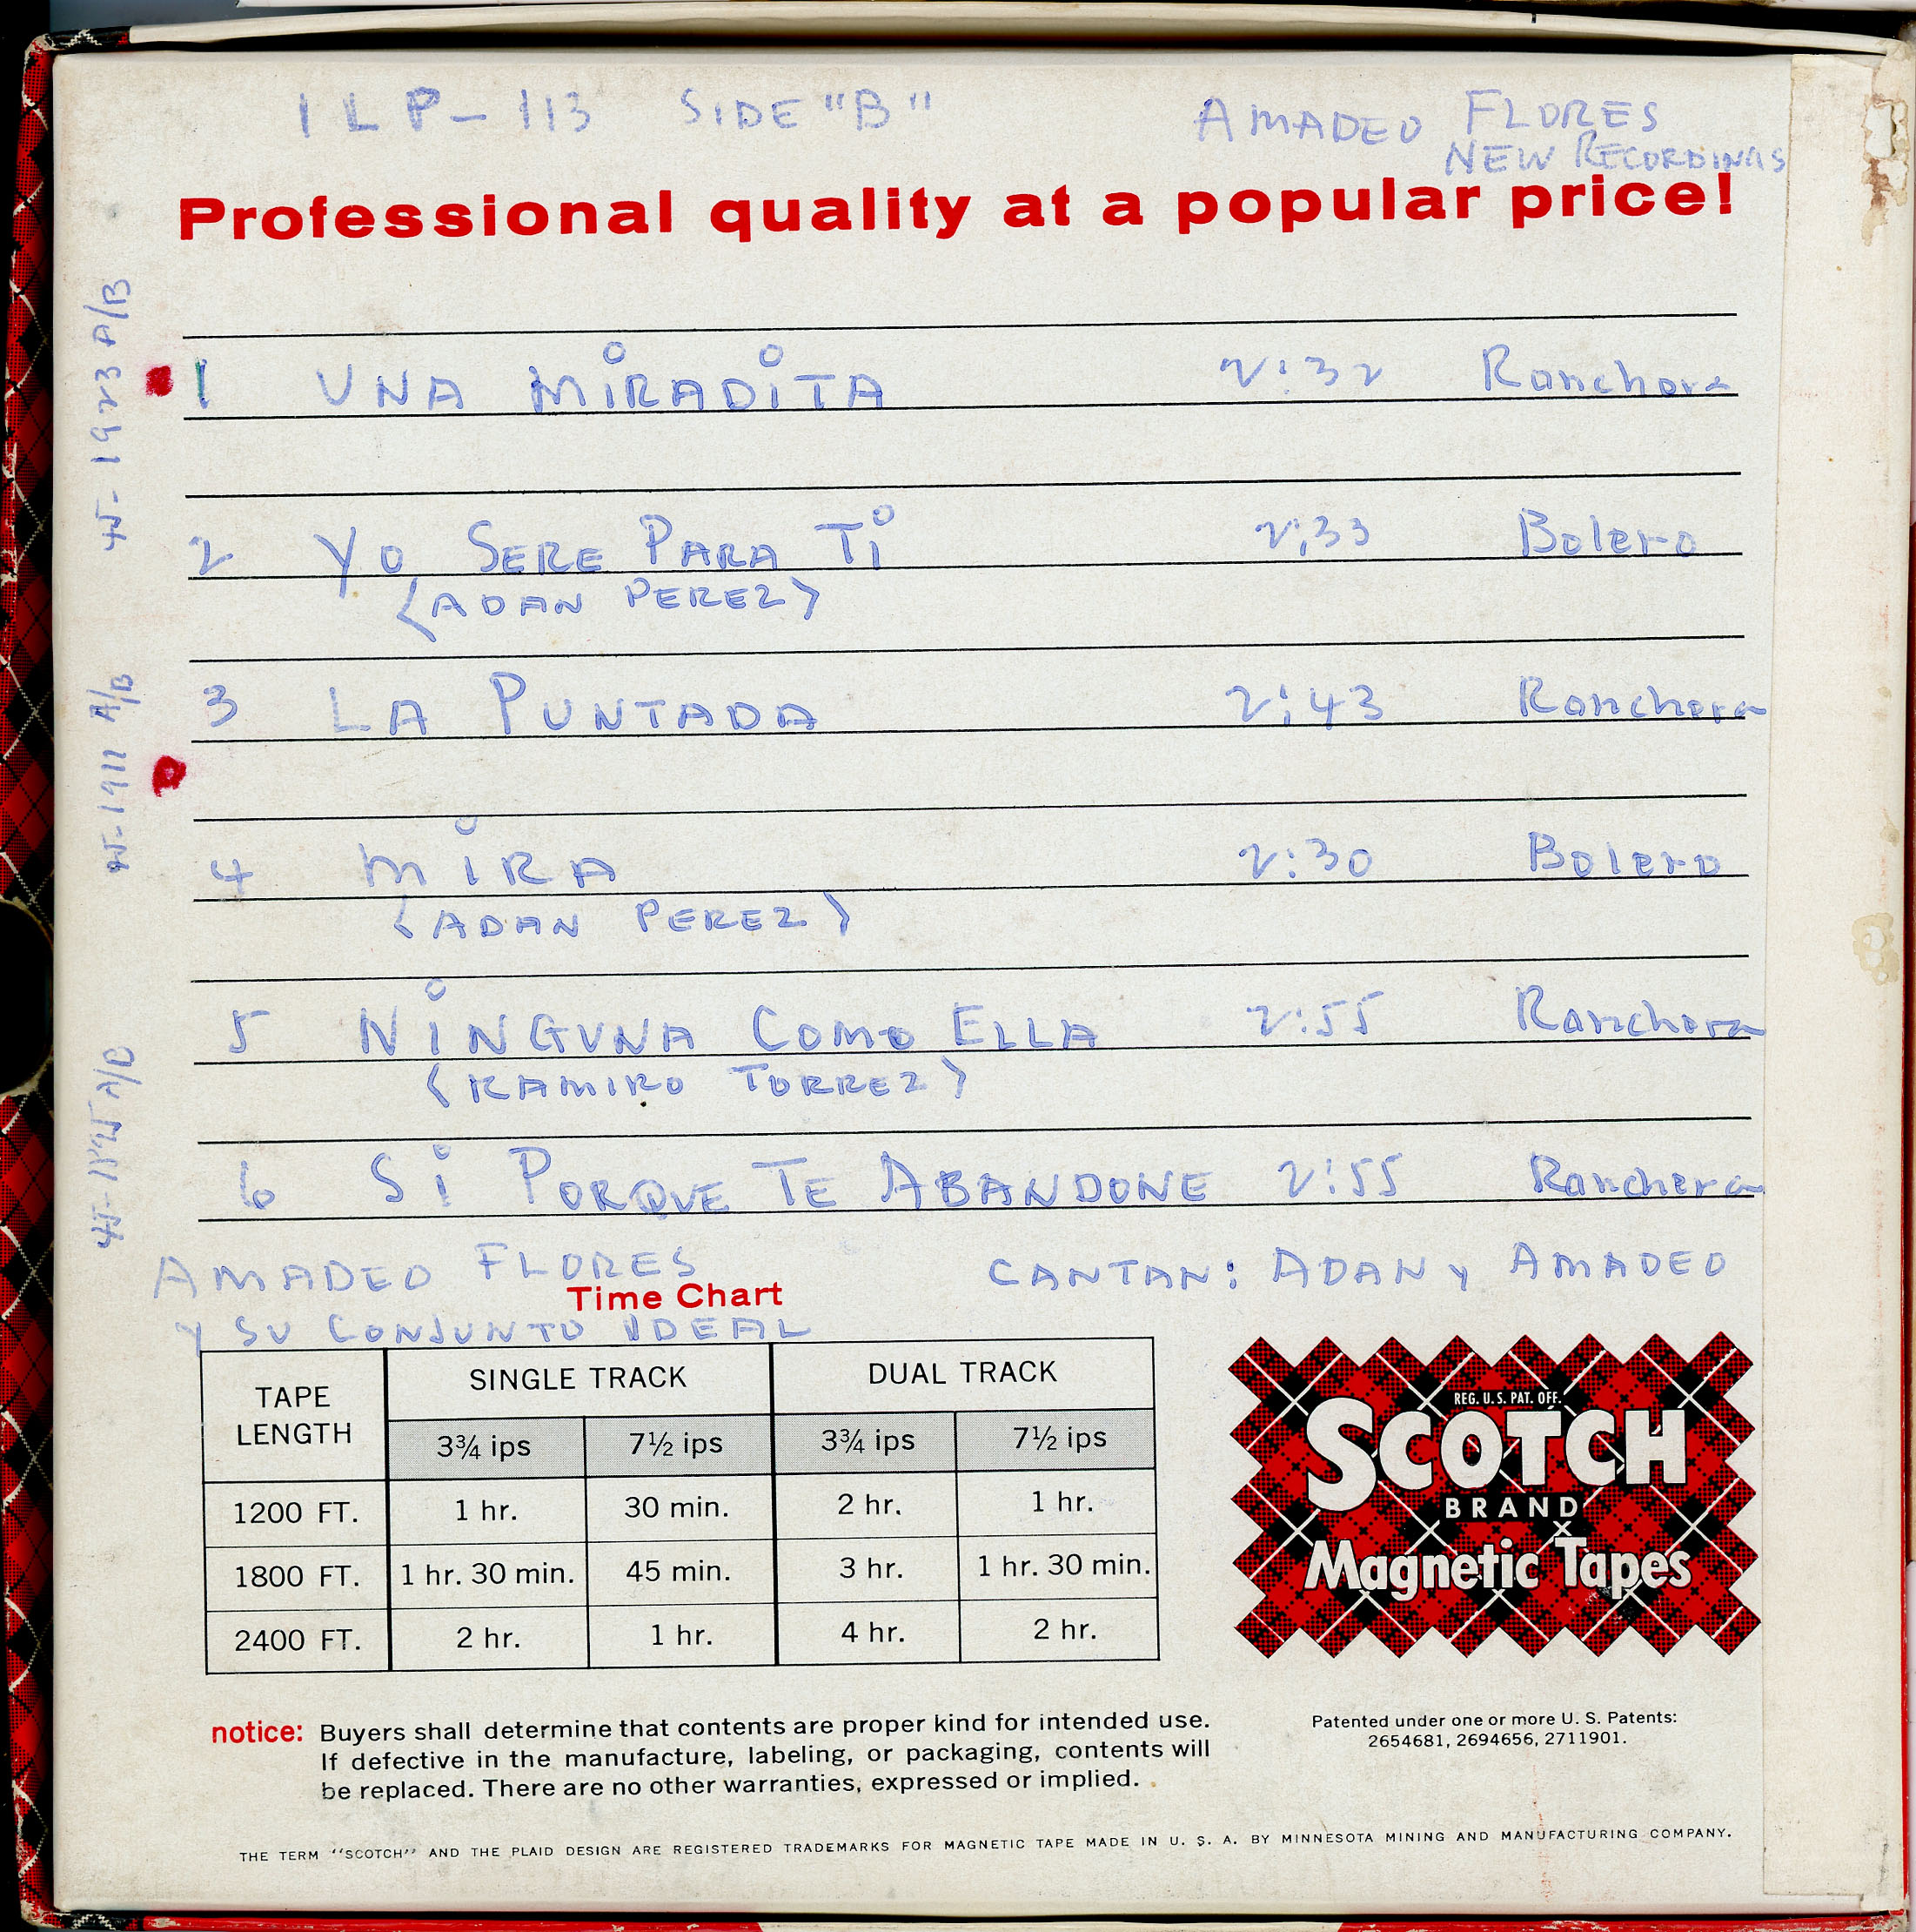 ILP-113 SIDE "B" AMADEO FLORES
NEW RECORDINGS
Professional quality at a popular price!
1 UNA MIRADITA 2:32 Ranchera
2 YO SERE PARA TI 2:33 Bolero
(ADAN PEREZ)
3 LA PUNTADA 2:43 Ranchera
4 MIRA 2:30 Bolero
(ADAN PEREZ)
5 NINGUNA COMO ELLA 2:55 Ranchera
(RAMIRO TORREZ)
6 SI PORQUE TE ABANDONE 2:55 Ranchera
45-1923 A/B
45-1911 A/B
AMADEO FLORES CANTAN: ADAN y AMADEO
Y SU CONJUNTO IDEAL
Time Chart
TAPE LENGTH SINGLE TRACK DUAL TRACK
3¾ ips 7½ ips 3¾ ips 7½ ips
1200 FT. 1 hr. 30 min. 2 hr. 1 hr.
1800 FT. 1 hr. 30 min. 45 min. 3 hr. 1 hr. 30 min.
2400 FT. 2 hr. 1 hr. 4 hr. 2 hr.
REG. U.S. PAT. OFF.
SCOTCH
BRAND
Magnetic Tapes
notice: Buyers shall determine that contents are proper kind for intended use.
If defective in the manufacture, labeling, or packaging, contents will
be replaced. There are no other warranties, expressed or implied.
Patented under one or more U. S. Patents:
2654681, 2694656, 2711901.
THE TERM "SCOTCH" AND THE PLAID DESIGN ARE REGISTERED TRADEMARKS FOR MAGNETIC TAPE MADE IN U. S. A. BY MINNESOTA MINING AND MANUFACTURING COMPANY.